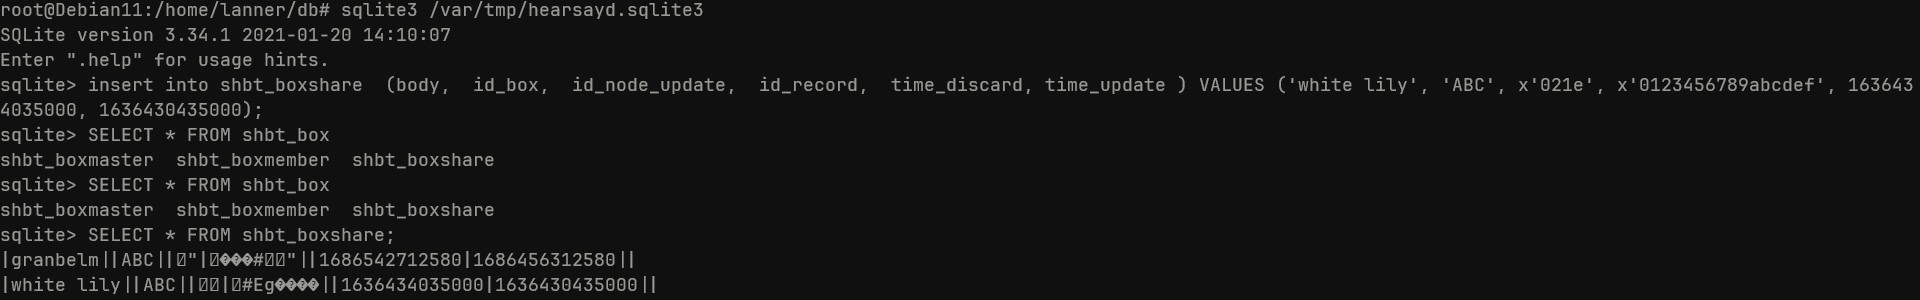 root@Debian11:/home/lanner/db# sqlite3 /var/tmp/hearsayd.sqlite3
SQLite version 3.34.1 2021-01-20 14:10:07
Enter ".help" for usage hints.
sqlite> insert into shbt_boxshare  (body,  id_box,  id_node_update,  id_record,  time_discard, time_update ) VALUES ('white lily', 'ABC', x'021e', x'0123456789abcdef', 163643
4035000, 1636430435000);
sqlite> SELECT * FROM shbt_box
shbt_boxmaster  shbt_boxmember  shbt_boxshare
sqlite> SELECT * FROM shbt_box
shbt_boxmaster  shbt_boxmember  shbt_boxshare
sqlite> SELECT * FROM shbt_boxshare;
|granbelm||ABC||"|���#"||1686542712580|1686456312580||
|white lily||ABC|||#Eg����||1636434035000|1636430435000||